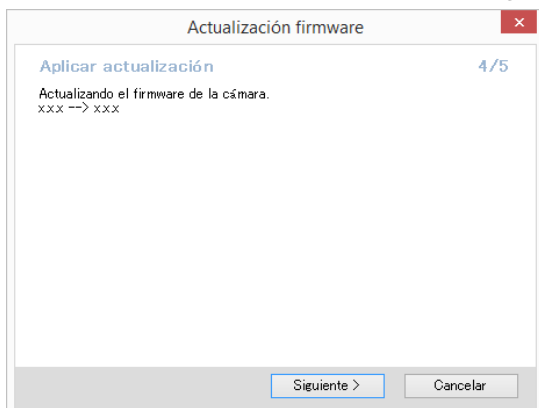 Actualización firmware
Aplicar actualización 4/5
Actualizando el firmware de la cámara.
xxx --> xxx
Siguiente > Cancelar